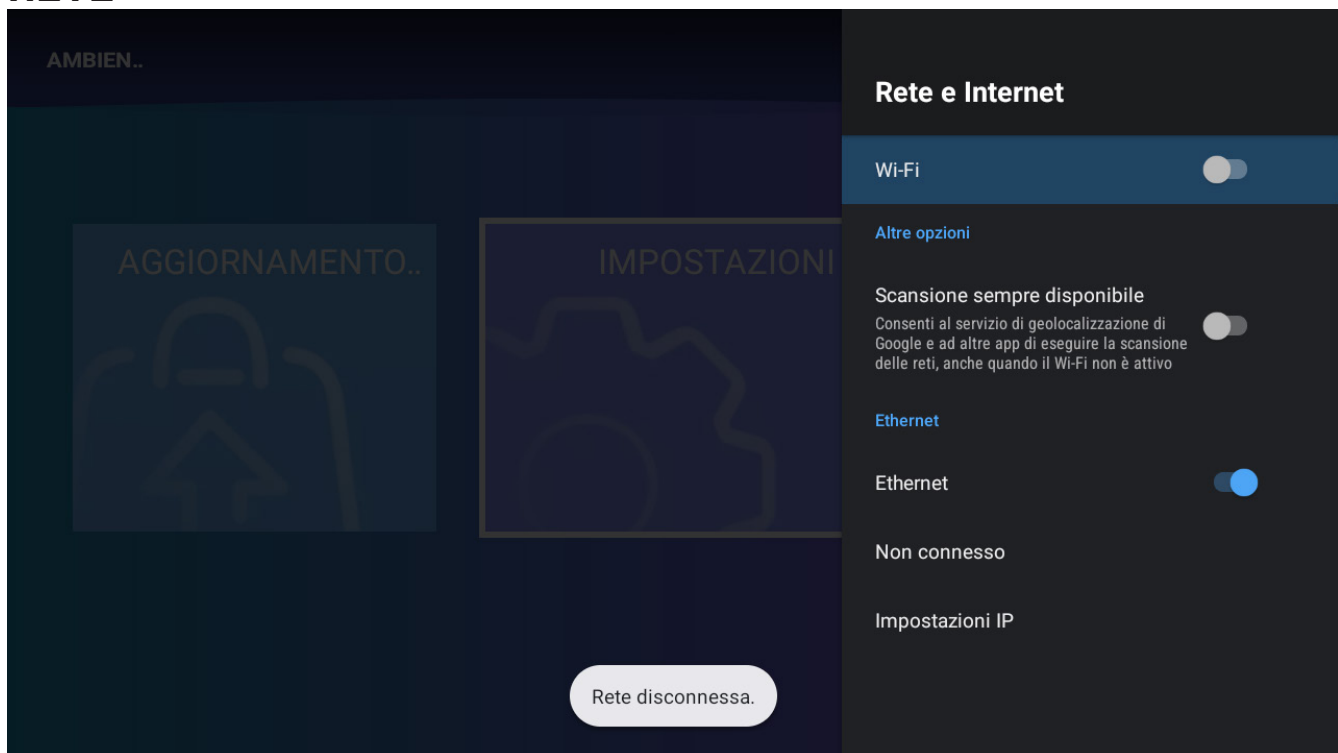 AMBIEN..
AGGIORNAMENTO..
IMPOSTAZIONI
Rete e Internet
Wi-Fi
Altre opzioni
Scansione sempre disponibile
Consenti al servizio di geolocalizzazione di
Google e ad altre app di eseguire la scansione
delle reti, anche quando il Wi-Fi non è attivo
Ethernet
Ethernet
Non connesso
Impostazioni IP
Rete disconnessa.